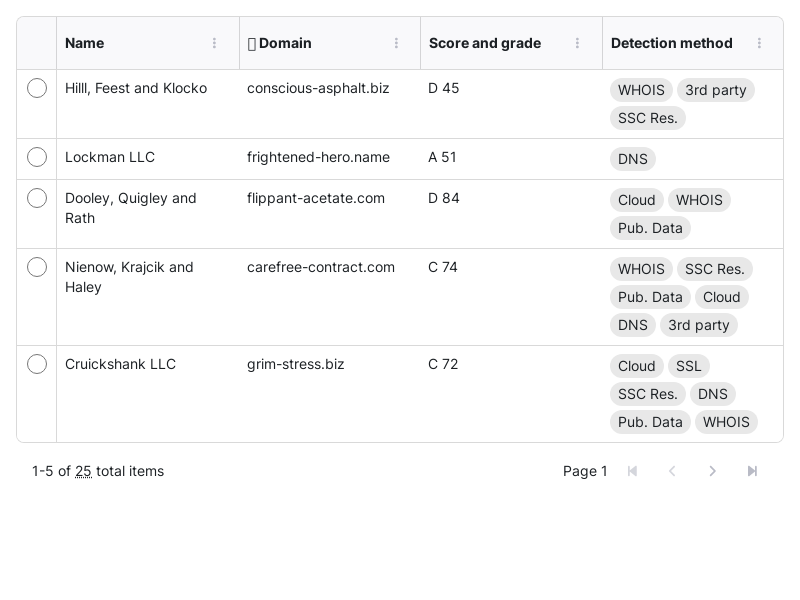 Name Domain Score and grade Detection method
Hilll, Feest and Klocko conscious-asphalt.biz D 45 WHOIS 3rd party
SSC Res.
Lockman LLC frightened-hero.name A 51 DNS
Dooley, Quigley and flippant-acetate.com D 84 Cloud WHOIS
Rath Pub. Data
Nienow, Krajcik and carefree-contract.com C 74 WHOIS SSC Res.
Haley Pub. Data Cloud
DNS 3rd party
Cruickshank LLC grim-stress.biz C 72 Cloud SSL
SSC Res. DNS
Pub. Data WHOIS
1-5 of 25 total items Page 1